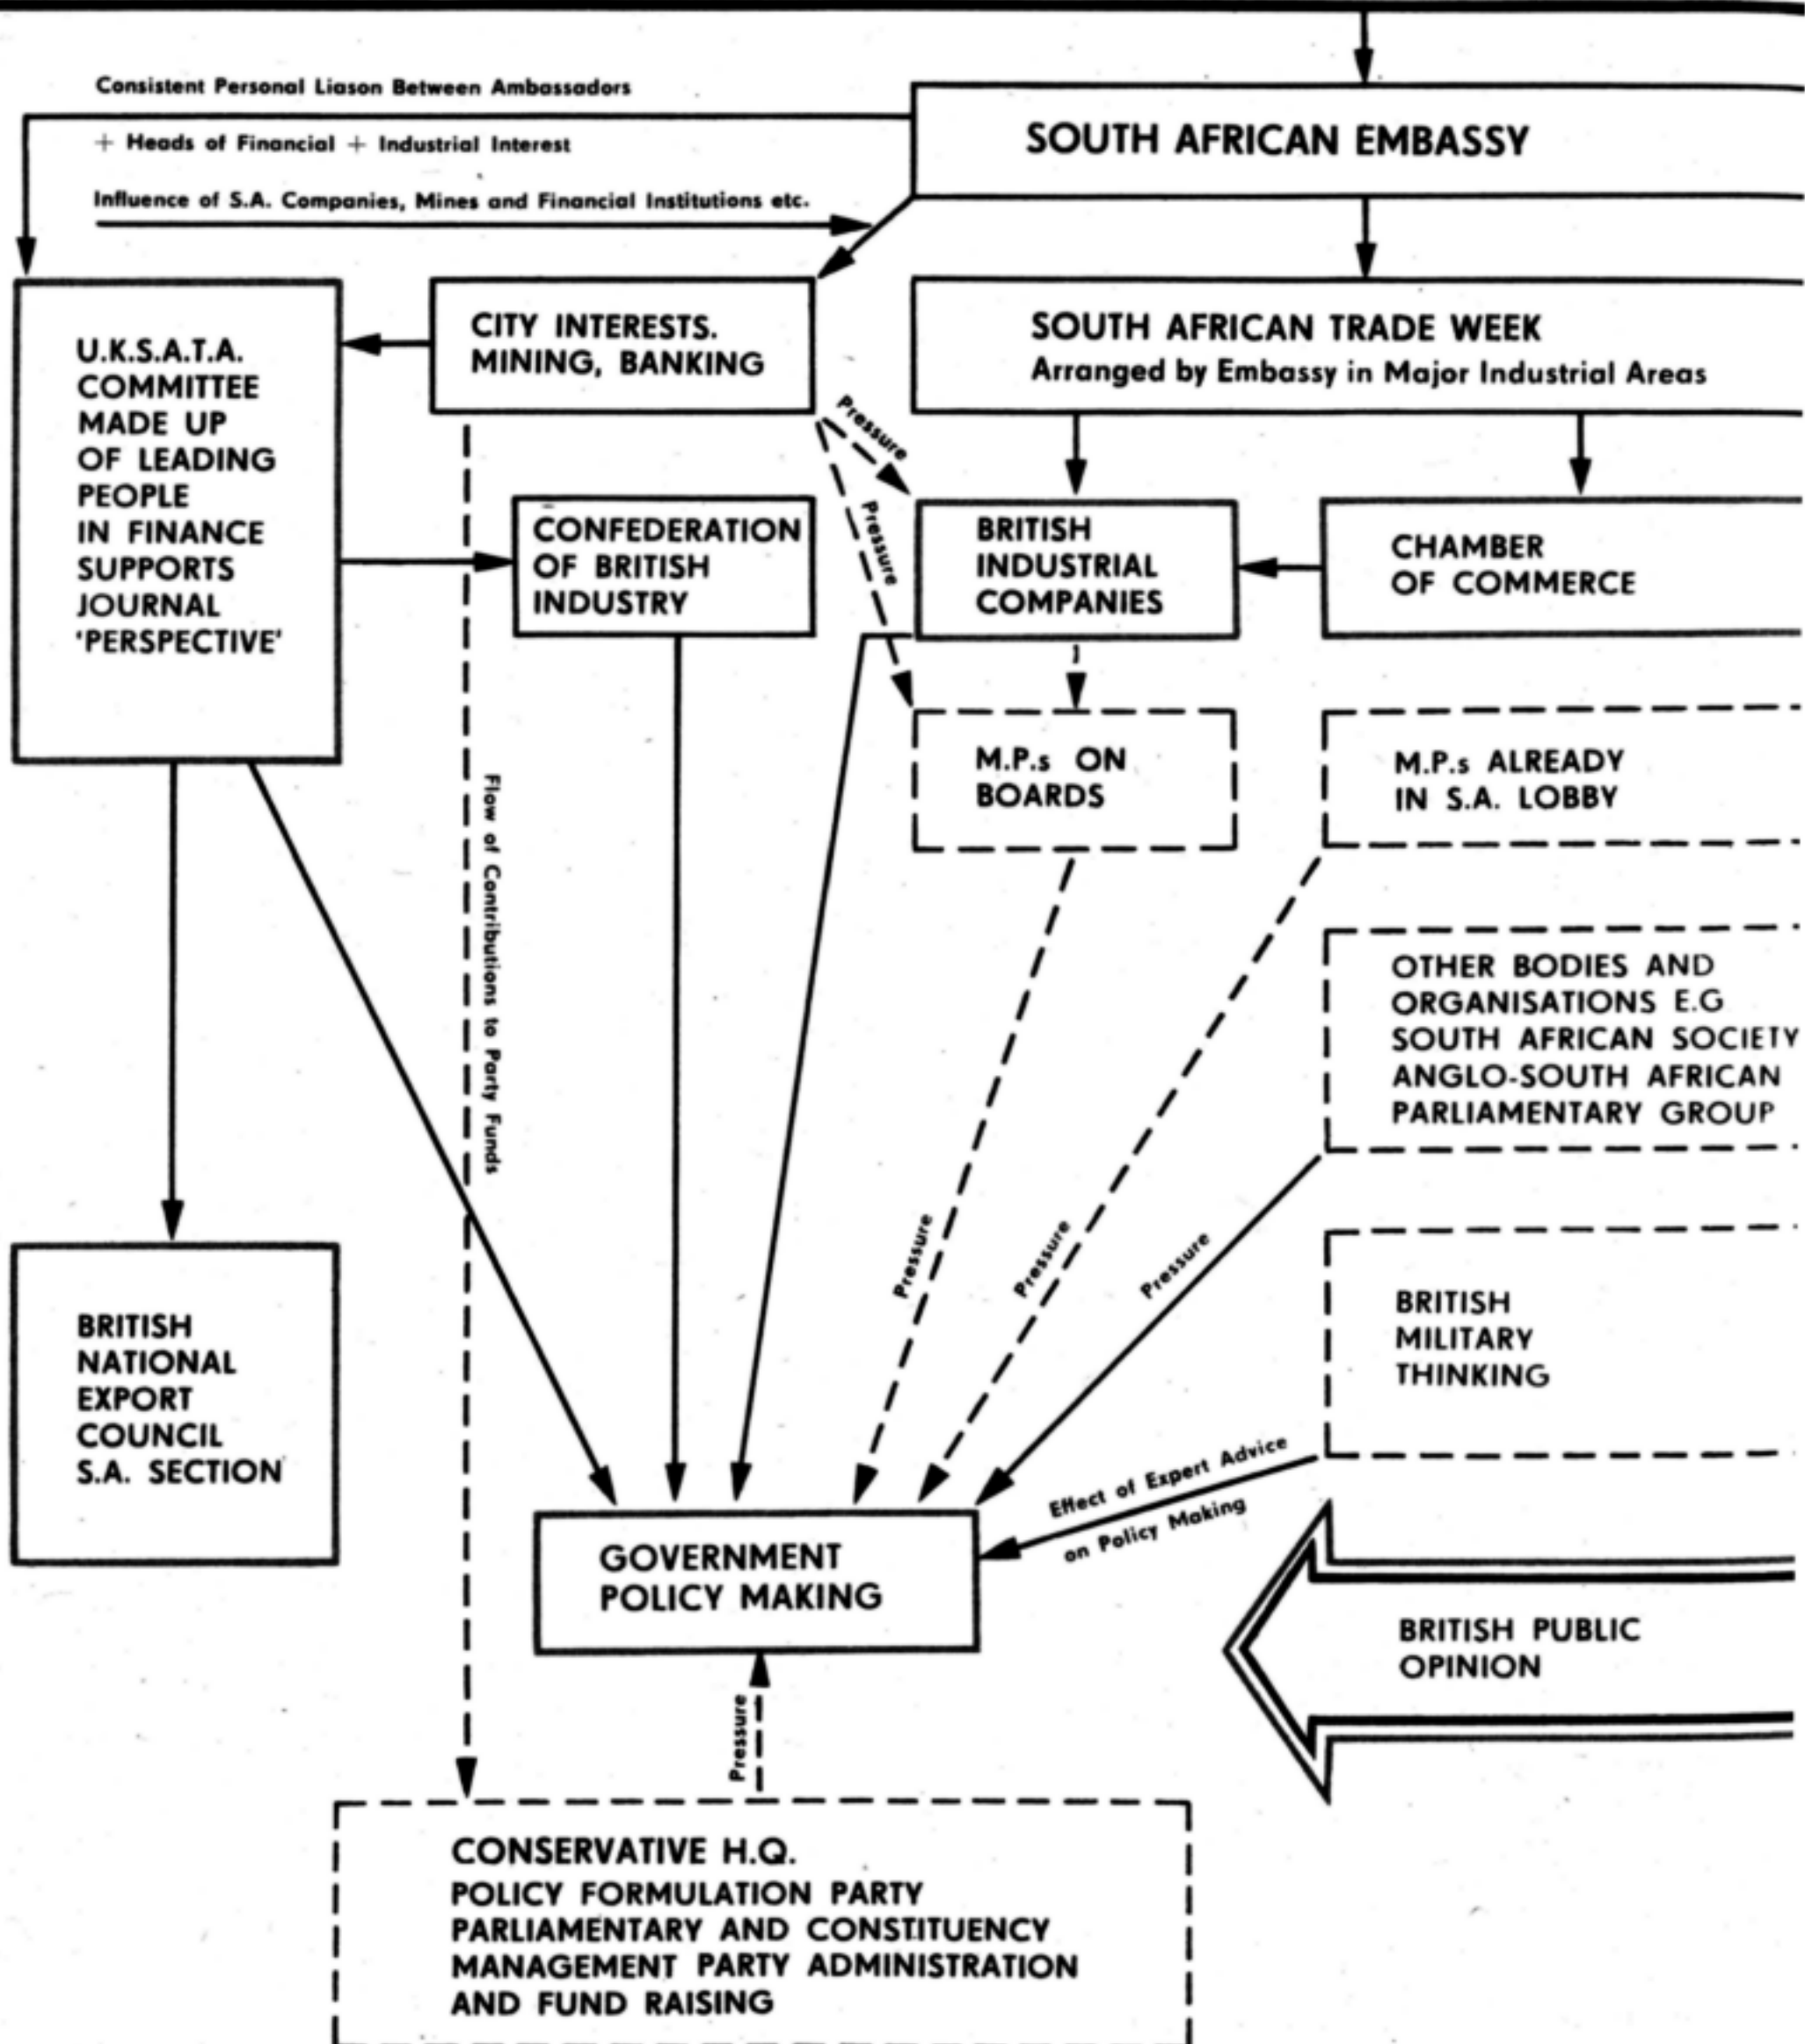 Consistent Personal Liason Between Ambassadors
+ Heads of Financial + Industrial Interest
Influence of S.A. Companies, Mines and Financial Institutions etc.
SOUTH AFRICAN EMBASSY
U.K.S.A.T.A.
COMMITTEE
MADE UP
OF LEADING
PEOPLE
IN FINANCE
SUPPORTS
JOURNAL
'PERSPECTIVE'
CITY INTERESTS.
MINING, BANKING
SOUTH AFRICAN TRADE WEEK
Arranged by Embassy in Major Industrial Areas
Pressure
Pressure
CONFEDERATION
OF BRITISH
INDUSTRY
BRITISH
INDUSTRIAL
COMPANIES
CHAMBER
OF COMMERCE
M.P.s ON
BOARDS
M.P.s ALREADY
IN S.A. LOBBY
Flow of Contributions to Party Funds
OTHER BODIES AND
ORGANISATIONS E.G
SOUTH AFRICAN SOCIETY
ANGLO-SOUTH AFRICAN
PARLIAMENTARY GROUP
Pressure
Pressure
Pressure
BRITISH
NATIONAL
EXPORT
COUNCIL
S.A. SECTION
BRITISH
MILITARY
THINKING
Effect of Expert Advice
on Policy Making
GOVERNMENT
POLICY MAKING
BRITISH PUBLIC
OPINION
Pressure
CONSERVATIVE H.Q.
POLICY FORMULATION PARTY
PARLIAMENTARY AND CONSTITUENCY
MANAGEMENT PARTY ADMINISTRATION
AND FUND RAISING